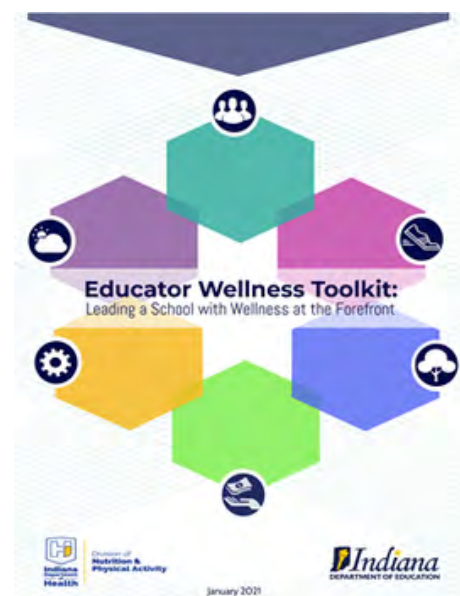 Educator Wellness Toolkit:
Leading a School with Wellness at the Forefront
Indiana
Department
of
Health
Division of
Nutrition &
Physical Activity
Indiana
DEPARTMENT OF EDUCATION
January 2021